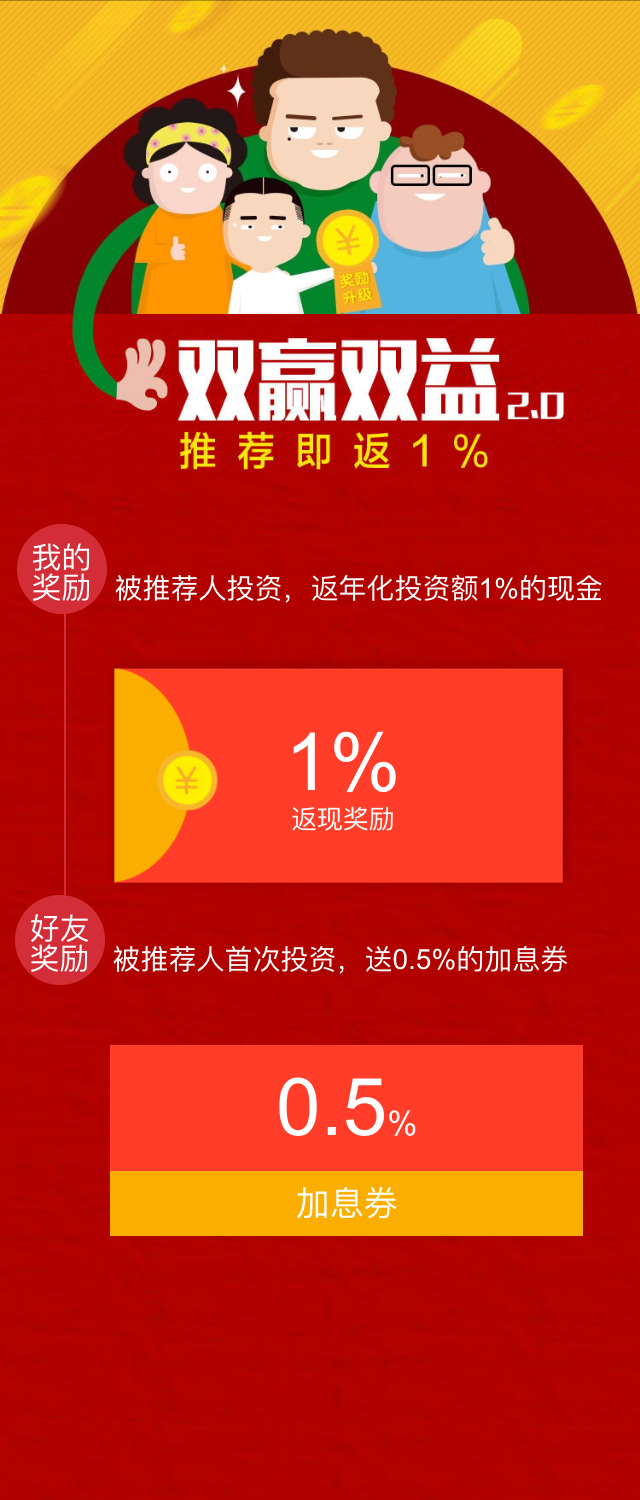 ¥
奖励
升级
双赢双益2.0
推荐即返1%
我的
奖励
被推荐人投资，返年化投资额1%的现金
¥
1%
返现奖励
好友
奖励
被推荐人首次投资，送0.5%的加息券
0.5%
加息券